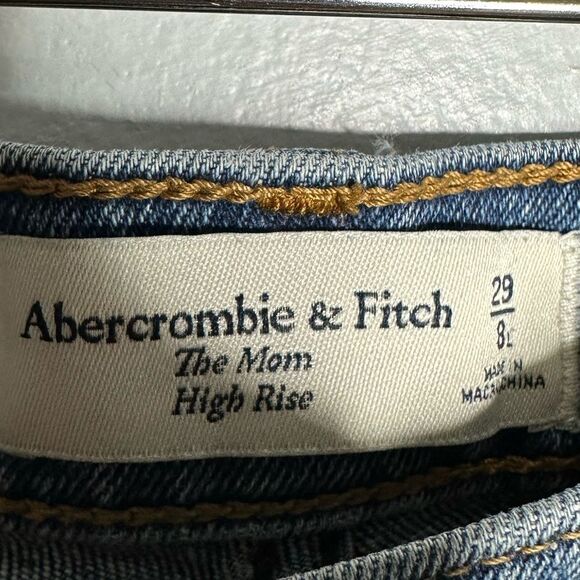 Abercrombie & Fitch
The Mom
High Rise
29
8L
MADE IN
MACAU/CHINA